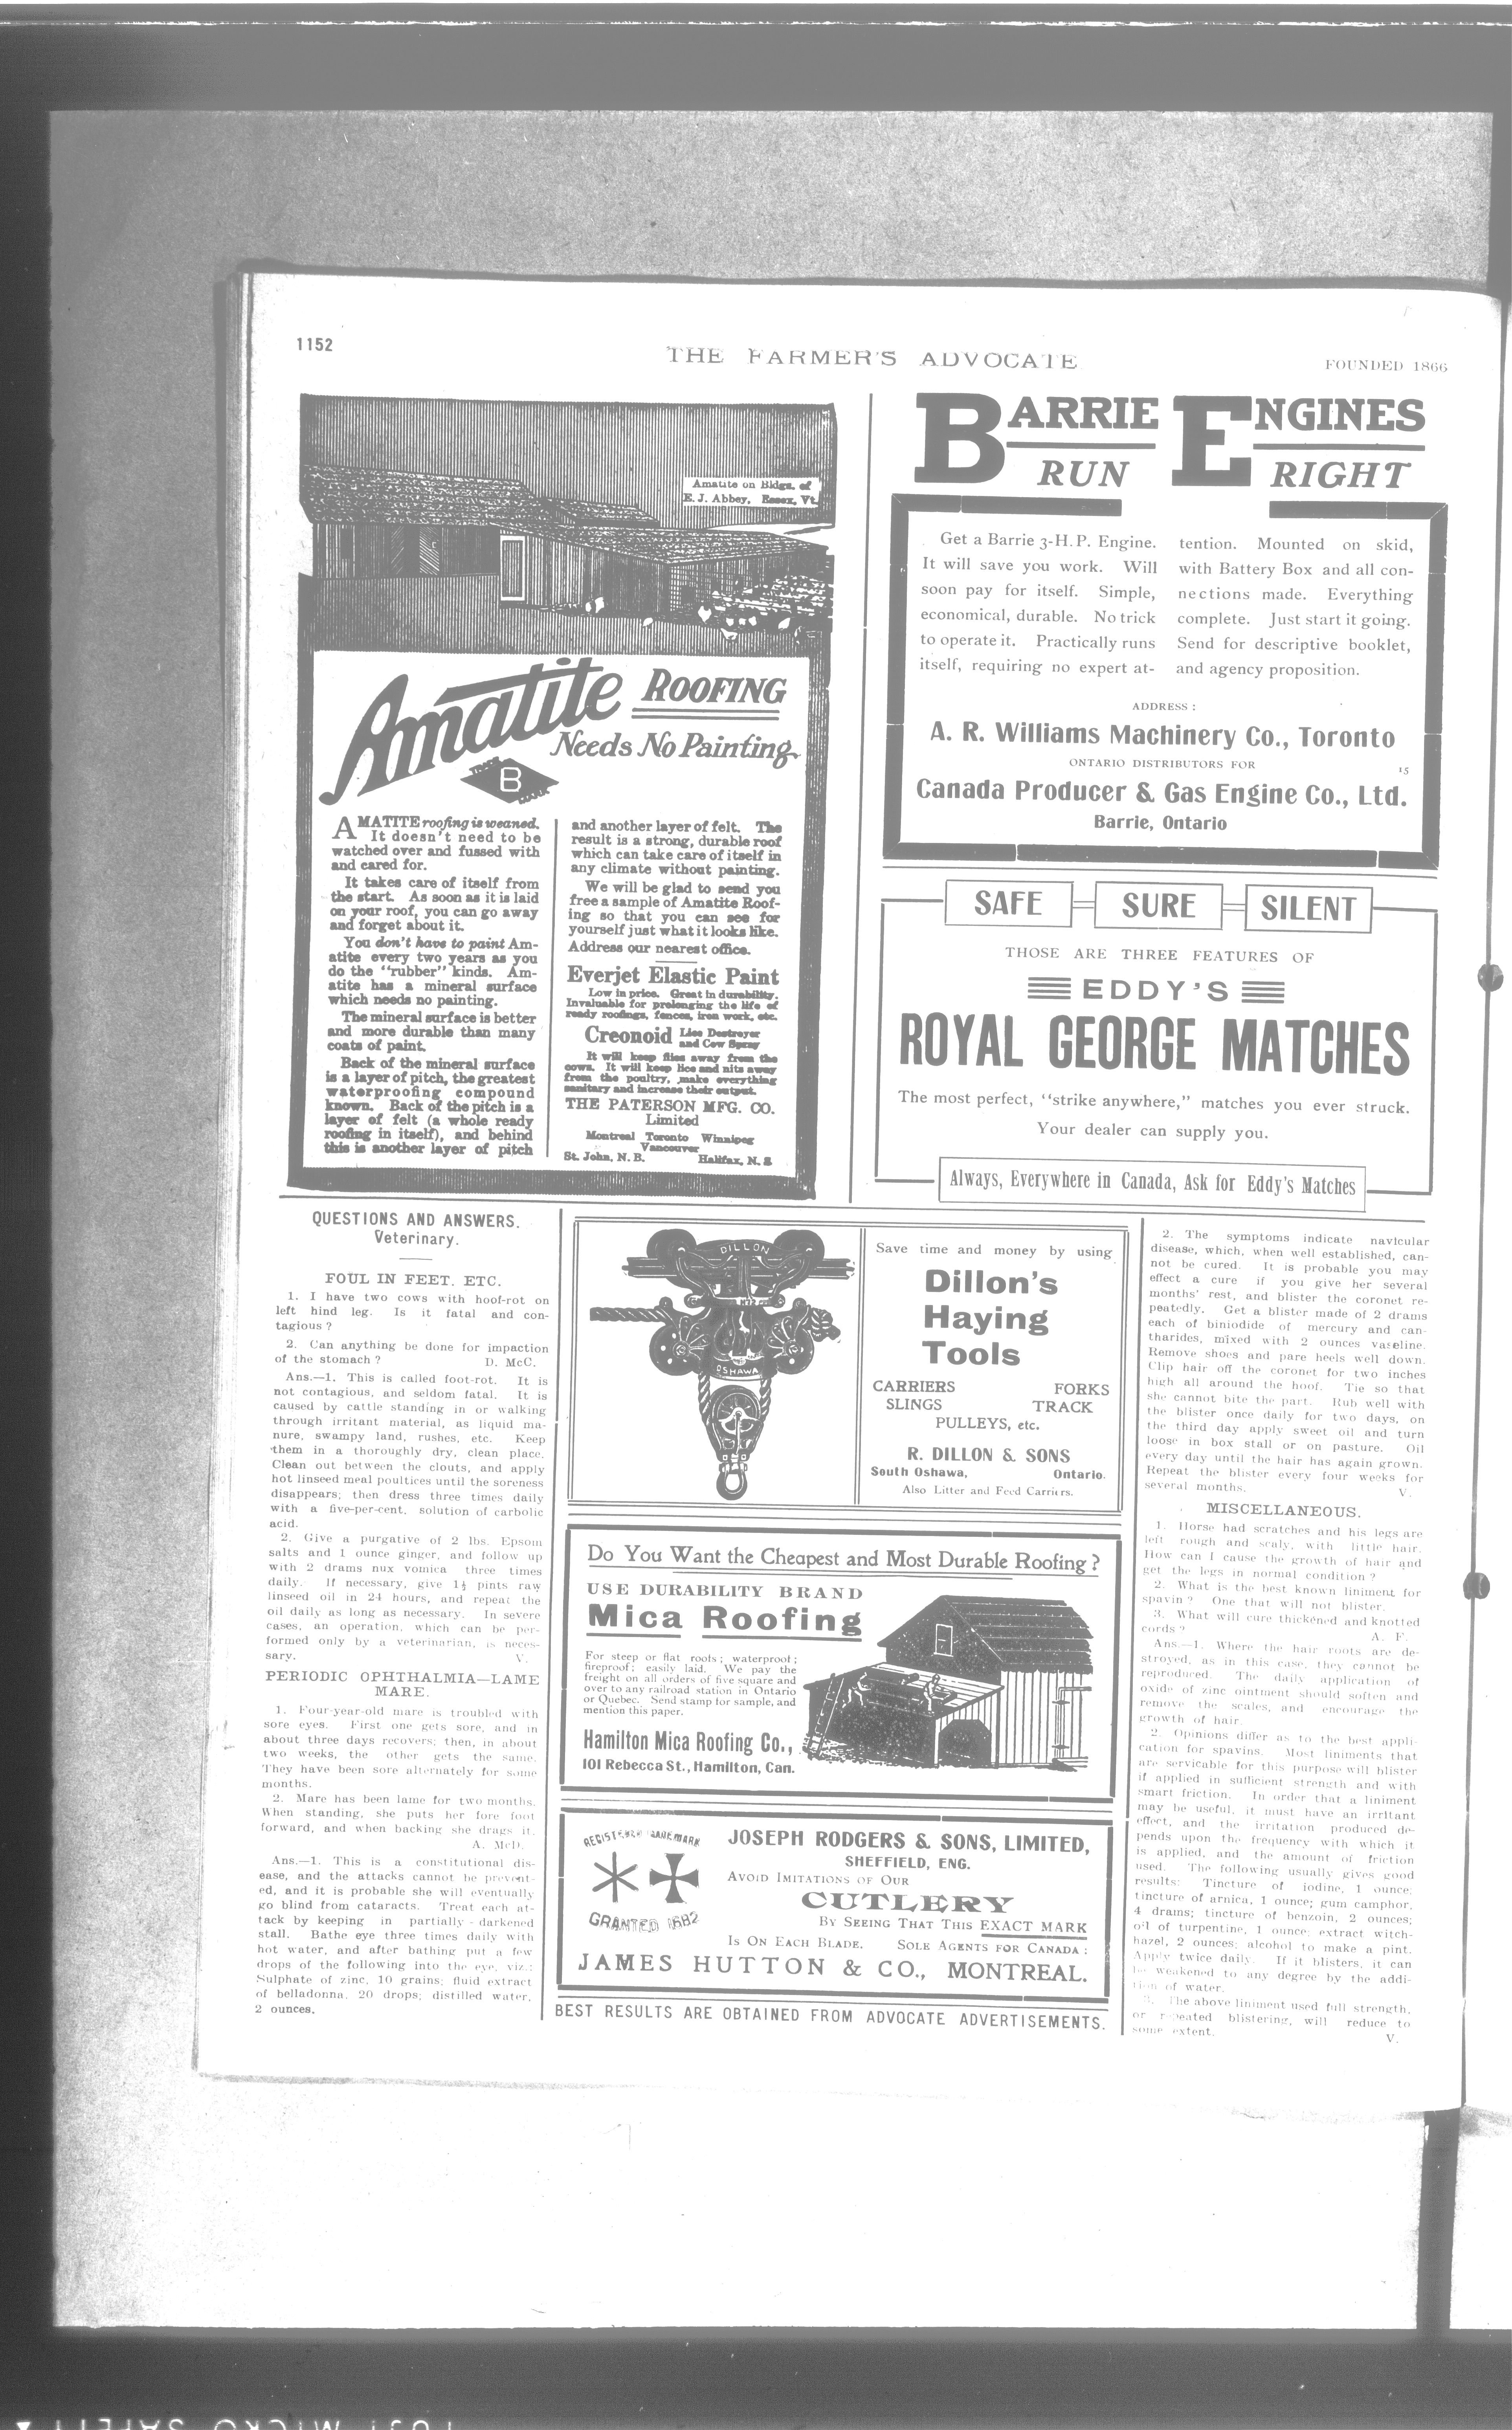 1152
THE FARMER'S ADVOCATE
FOUNDED 1866
Amatite on Bldgs. of
E. J. Abbey, Essex, Vt.
Amatite ROOFING
Needs No Painting
TRADE
B
AMATITE roofing is weaned.
It doesn't need to be
watched over and fussed with
and cared for.
It takes care of itself from
the start. As soon as it is laid
on your roof, you can go away
and forget about it.
You don't have to paint Am-
atite every two years as you
do the "rubber" kinds. Am-
atite has a mineral surface
which needs no painting.
The mineral surface is better
and more durable than many
coats of paint.
Back of the mineral surface
is a layer of pitch, the greatest
waterproofing compound
known. Back of the pitch is a
layer of felt (a whole ready
roofing in itself), and behind
this is another layer of pitch
and another layer of felt. The
result is a strong, durable roof
which can take care of itself in
any climate without painting.
We will be glad to send you
free a sample of Amatite Roof-
ing so that you can see for
yourself just what it looks like.
Address our nearest office.
Everjet Elastic Paint
Low in price. Great in durability.
Invaluable for prolonging the life of
ready roofings, fences, iron work, etc.
Creonoid Lice Destroyer
and Cow Spray
It will keep flies away from the
cows. It will keep lice and nits away
from the poultry, make everything
sanitary and increase their output.
THE PATERSON MFG. CO.
Limited
Montreal Toronto Winnipeg
Vancouver
St. John, N. B. Halifax, N. S
BARRIE ENGINES
RUN RIGHT
Get a Barrie 3-H.P. Engine.
It will save you work. Will
soon pay for itself. Simple,
economical, durable. No trick
to operate it. Practically runs
itself, requiring no expert at-
tention. Mounted on skid,
with Battery Box and all con-
nections made. Everything
complete. Just start it going.
Send for descriptive booklet,
and agency proposition.
ADDRESS :
A. R. Williams Machinery Co., Toronto
ONTARIO DISTRIBUTORS FOR
15
Canada Producer & Gas Engine Co., Ltd.
Barrie, Ontario
SAFE SURE SILENT
THOSE ARE THREE FEATURES OF
EDDY'S
ROYAL GEORGE MATCHES
The most perfect, "strike anywhere," matches you ever struck.
Your dealer can supply you.
Always, Everywhere in Canada, Ask for Eddy's Matches
QUESTIONS AND ANSWERS.
Veterinary.
FOUL IN FEET. ETC.
1. I have two cows with hoof-rot on
left hind leg. Is it fatal and con-
tagious ?
2. Can anything be done for impaction
of the stomach ? D. McC.
Ans.—1. This is called foot-rot. It is
not contagious, and seldom fatal. It is
caused by cattle standing in or walking
through irritant material, as liquid ma-
nure, swampy land, rushes, etc. Keep
them in a thoroughly dry, clean place.
Clean out between the clouts, and apply
hot linseed meal poultices until the soreness
disappears; then dress three times daily
with a five-per-cent. solution of carbolic
acid.
2. Give a purgative of 2 lbs. Epsom
salts and 1 ounce ginger, and follow up
with 2 drams nux vomica three times
daily. If necessary, give 1½ pints raw
linseed oil in 24 hours, and repeat the
oil daily as long as necessary. In severe
cases, an operation, which can be per-
formed only by a veterinarian, is neces-
sary. V.
PERIODIC OPHTHALMIA—LAME
MARE.
1. Four-year-old mare is troubled with
sore eyes. First one gets sore, and in
about three days recovers; then, in about
two weeks, the other gets the same.
They have been sore alternately for some
months.
2. Mare has been lame for two months.
When standing, she puts her fore foot
forward, and when backing she drags it.
A. McD.
Ans.—1. This is a constitutional dis-
ease, and the attacks cannot be prevent-
ed, and it is probable she will eventually
go blind from cataracts. Treat each at-
tack by keeping in partially-darkened
stall. Bathe eye three times daily with
hot water, and after bathing put a few
drops of the following into the eye, viz.:
Sulphate of zinc, 10 grains; fluid extract
of belladonna, 20 drops; distilled water,
2 ounces.
DILLON
OSHAWA
Save time and money by using
Dillon's
Haying
Tools
CARRIERS FORKS
SLINGS TRACK
PULLEYS, etc.
R. DILLON & SONS
South Oshawa, Ontario.
Also Litter and Feed Carriers.
Do You Want the Cheapest and Most Durable Roofing ?
USE DURABILITY BRAND
Mica Roofing
For steep or flat roofs ; waterproof ;
fireproof ; easily laid. We pay the
freight on all orders of five square and
over to any railroad station in Ontario
or Quebec. Send stamp for sample, and
mention this paper.
Hamilton Mica Roofing Co.,
101 Rebecca St., Hamilton, Can.
REGISTERED TRADE MARK
GRANTED 1682
JOSEPH RODGERS & SONS, LIMITED,
SHEFFIELD, ENG.
AVOID IMITATIONS OF OUR
CUTLERY
BY SEEING THAT THIS EXACT MARK
IS ON EACH BLADE. SOLE AGENTS FOR CANADA :
JAMES HUTTON & CO., MONTREAL.
BEST RESULTS ARE OBTAINED FROM ADVOCATE ADVERTISEMENTS.
2. The symptoms indicate navicular
disease, which, when well established, can-
not be cured. It is probable you may
effect a cure if you give her several
months' rest, and blister the coronet re-
peatedly. Get a blister made of 2 drams
each of biniodide of mercury and can-
tharides, mixed with 2 ounces vaseline.
Remove shoes and pare heels well down.
Clip hair off the coronet for two inches
high all around the hoof. Tie so that
she cannot bite the part. Rub well with
the blister once daily for two days, on
the third day apply sweet oil and turn
loose in box stall or on pasture. Oil
every day until the hair has again grown.
Repeat the blister every four weeks for
several months. V.
MISCELLANEOUS.
1. Horse had scratches and his legs are
left rough and scaly, with little hair.
How can I cause the growth of hair and
get the legs in normal condition ?
2. What is the best known liniment for
spavin ? One that will not blister.
3. What will cure thickened and knotted
cords ? A. F.
Ans.—1. Where the hair roots are de-
stroyed, as in this case, they cannot be
reproduced. The daily application of
oxide of zinc ointment should soften and
remove the scales, and encourage the
growth of hair.
2. Opinions differ as to the best appli-
cation for spavins. Most liniments that
are servicable for this purpose will blister
if applied in sufficient strength and with
smart friction. In order that a liniment
may be useful, it must have an irritant
effect, and the irritation produced de-
pends upon the frequency with which it
is applied, and the amount of friction
used. The following usually gives good
results: Tincture of iodine, 1 ounce;
tincture of arnica, 1 ounce; gum camphor,
4 drams; tincture of benzoin, 2 ounces;
oil of turpentine, 1 ounce; extract witch-
hazel, 2 ounces; alcohol to make a pint.
Apply twice daily. If it blisters, it can
be weakened to any degree by the addi-
tion of water.
3. The above liniment used full strength,
or repeated blistering, will reduce to
some extent. V.